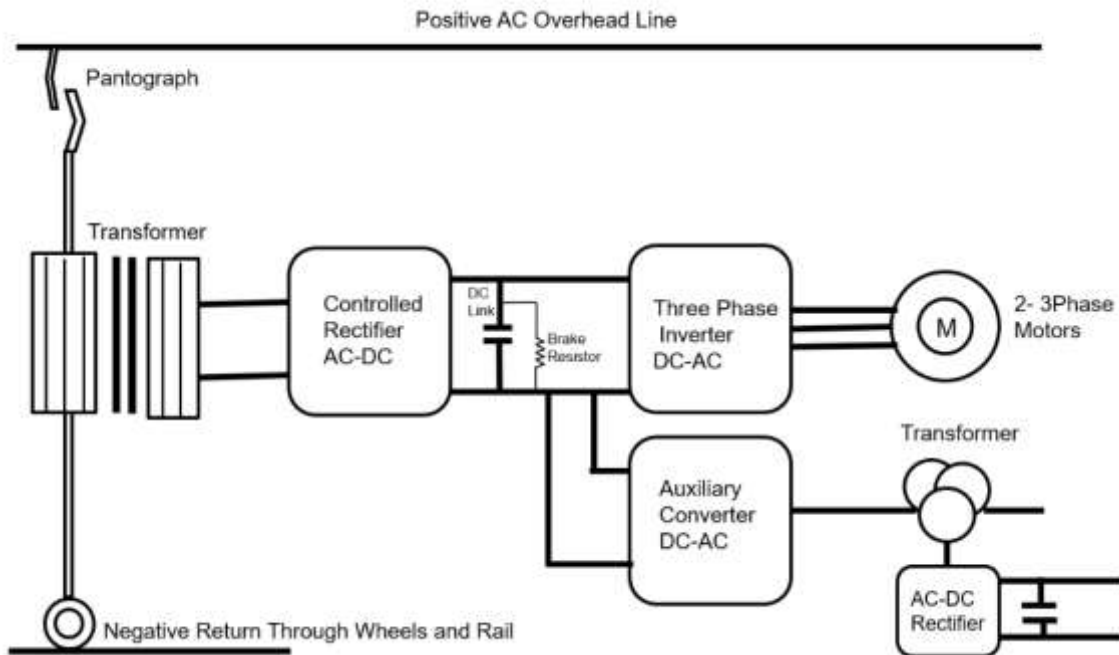 Positive AC Overhead Line
Pantograph
Transformer
Controlled
Rectifier
AC-DC
DC
Link
Brake
Resistor
Three Phase
Inverter
DC-AC
M
2- 3Phase
Motors
Auxiliary
Converter
DC-AC
Transformer
AC-DC
Rectifier
Negative Return Through Wheels and Rail